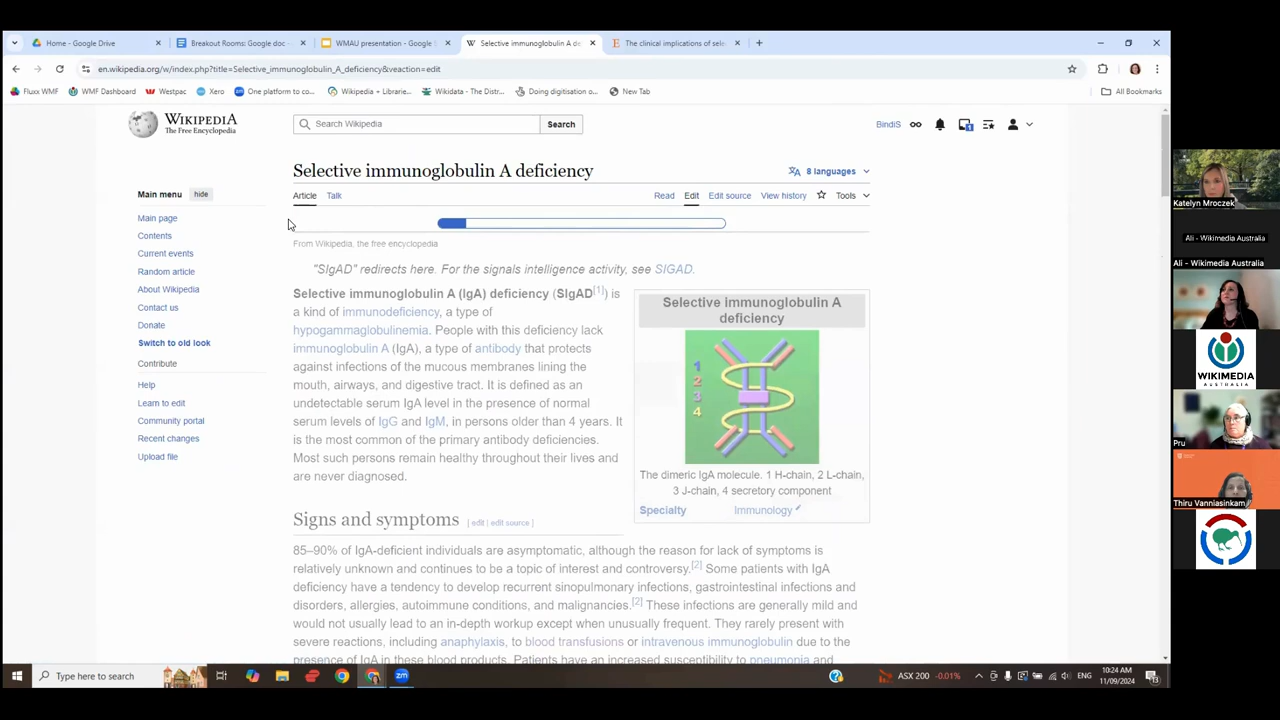 Home - Google Drive
Breakout Rooms: Google doc -
WMAU presentation - Google S
Selective immunoglobulin A de
The clinical implications of sele
en.wikipedia.org/w/index.php?title=Selective_immunoglobulin_A_deficiency&veaction=edit
Fluxx WMF
WMF Dashboard
Westpac
Xero
One platform to co...
Wikipedia + Librarie...
Wikidata - The Distr...
Doing digitisation o...
New Tab
All Bookmarks
WIKIPEDIA
The Free Encyclopedia
Search Wikipedia
Search
BindiS
1
Selective immunoglobulin A deficiency
8 languages
Main menu
hide
Main page
Contents
Current events
Random article
About Wikipedia
Contact us
Donate
Switch to old look
Contribute
Help
Learn to edit
Community portal
Recent changes
Upload file
Article
Talk
Read
Edit
Edit source
View history
Tools
From Wikipedia, the free encyclopedia
"SIgAD" redirects here. For the signals intelligence activity, see SIGAD.
Selective immunoglobulin A (IgA) deficiency (SIgAD[1]) is
a kind of immunodeficiency, a type of
hypogammaglobulinemia. People with this deficiency lack
immunoglobulin A (IgA), a type of antibody that protects
against infections of the mucous membranes lining the
mouth, airways, and digestive tract. It is defined as an
undetectable serum IgA level in the presence of normal
serum levels of IgG and IgM, in persons older than 4 years. It
is the most common of the primary antibody deficiencies.
Most such persons remain healthy throughout their lives and
are never diagnosed.
Selective immunoglobulin A
deficiency
1
2
3
4
The dimeric IgA molecule. 1 H-chain, 2 L-chain,
3 J-chain, 4 secretory component
Specialty
Immunology
Signs and symptoms [ edit | edit source ]
85–90% of IgA-deficient individuals are asymptomatic, although the reason for lack of symptoms is
relatively unknown and continues to be a topic of interest and controversy.[2] Some patients with IgA
deficiency have a tendency to develop recurrent sinopulmonary infections, gastrointestinal infections and
disorders, allergies, autoimmune conditions, and malignancies.[2] These infections are generally mild and
would not usually lead to an in-depth workup except when unusually frequent. They rarely present with
severe reactions, including anaphylaxis, to blood transfusions or intravenous immunoglobulin due to the
presence of IgA in these blood products. Patients have an increased susceptibility to pneumonia and
Katelyn Mroczek
Ali - Wikimedia Australia
Ali - Wikimedia Australia
WIKIMEDIA
AUSTRALIA
Pru
Thiru Vanniasinkam
Type here to search
zm
ASX 200 -0.01%
ENG
10:24 AM
11/09/2024